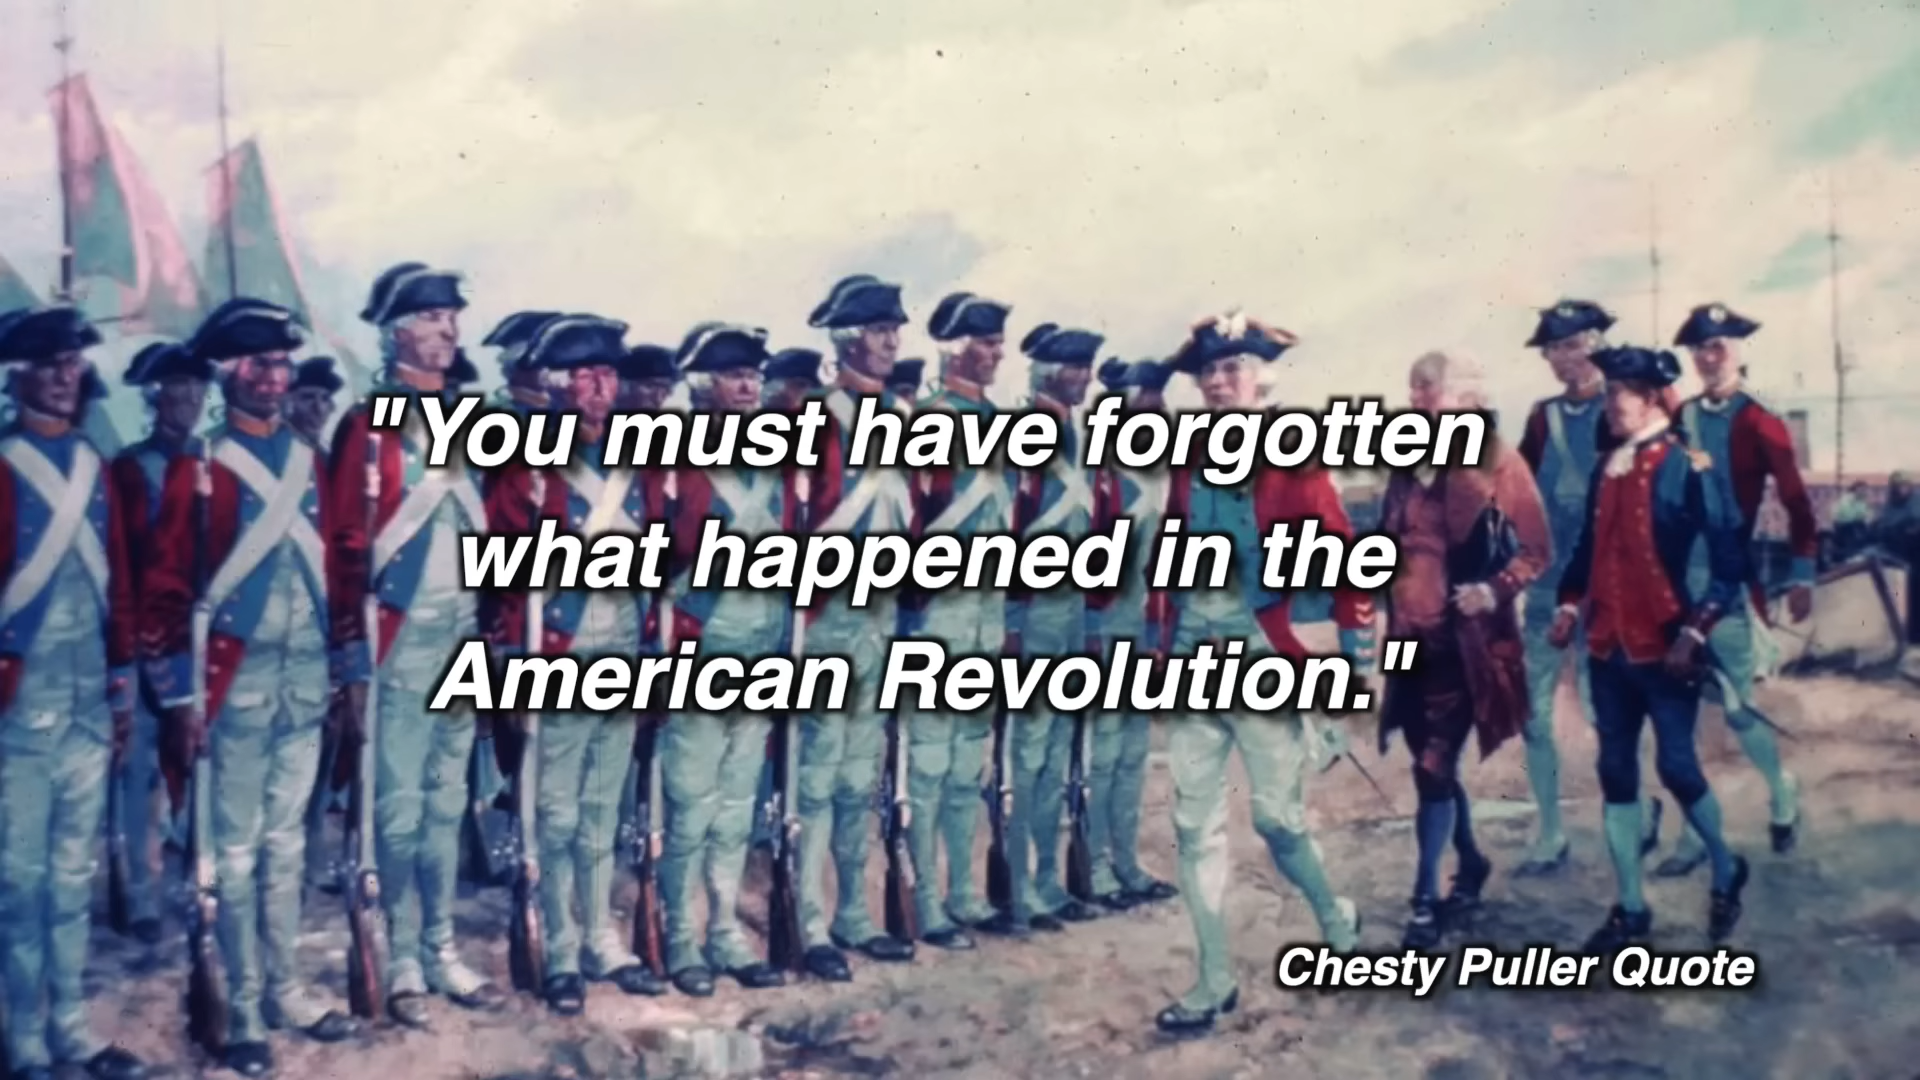 "You must have forgotten
what happened in the
American Revolution."
Chesty Puller Quote